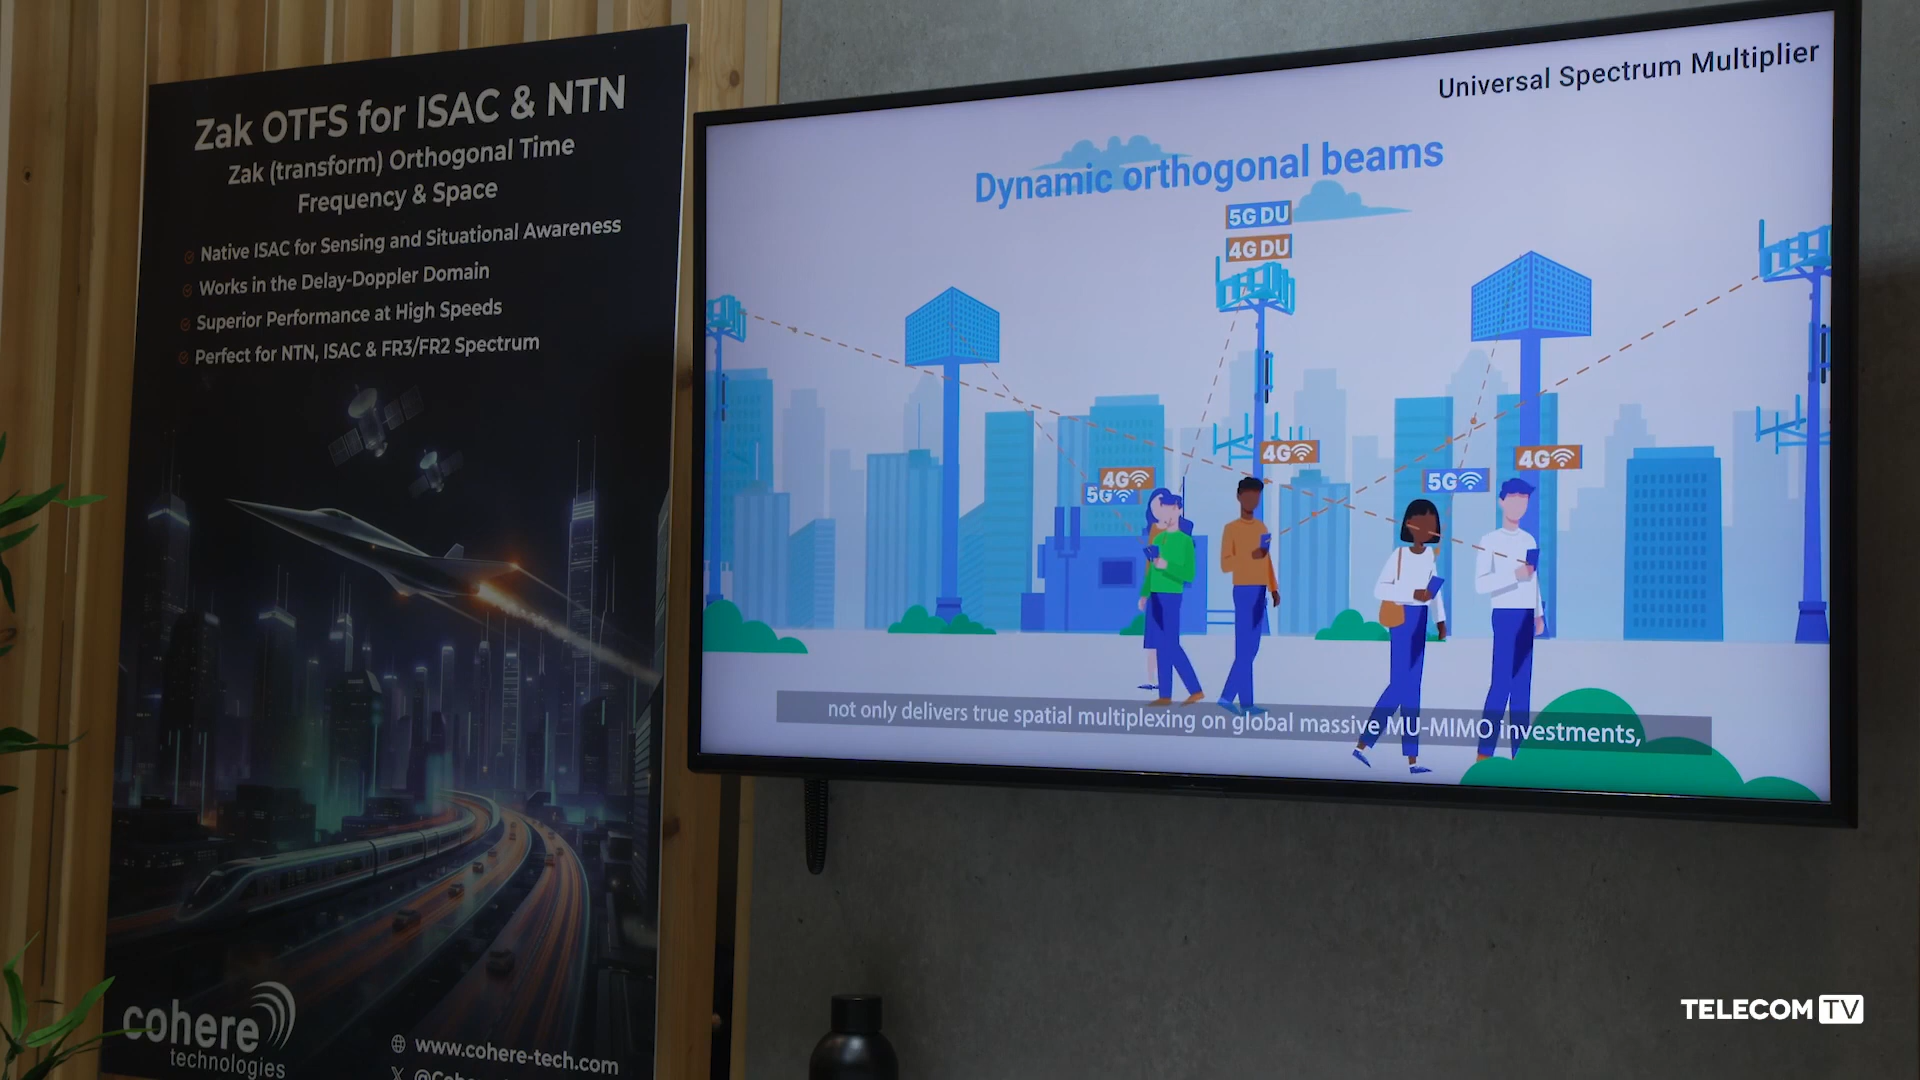 Zak OTFS for ISAC & NTN
Zak (transform) Orthogonal Time
Frequency & Space
Native ISAC for Sensing and Situational Awareness
Works in the Delay-Doppler Domain
Superior Performance at High Speeds
Perfect for NTN, ISAC & FR3/FR2 Spectrum
cohere
technologies
www.cohere-tech.com
Universal Spectrum Multiplier
Dynamic orthogonal beams
5G DU
4G DU
4G
4G
4G
5G
5G
not only delivers true spatial multiplexing on global massive MU-MIMO investments,
TELECOM TV